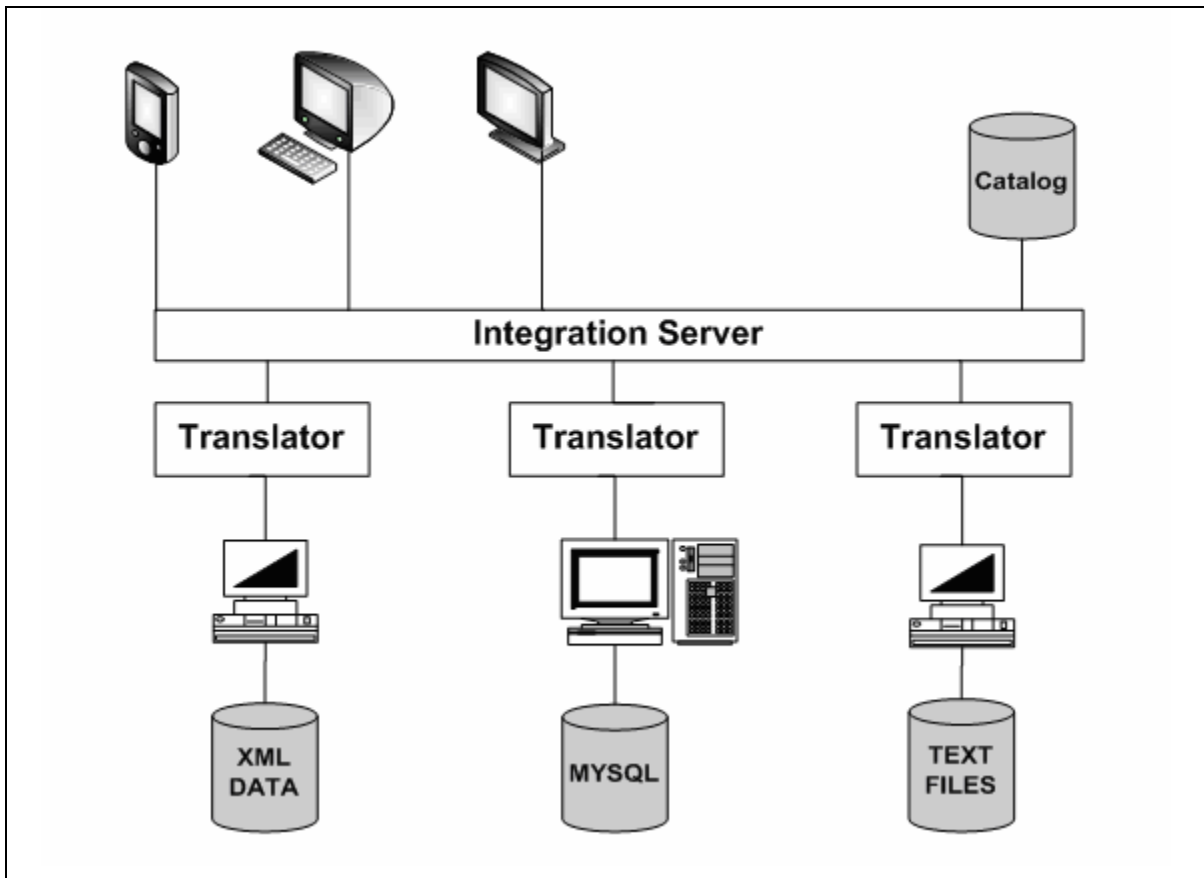 Catalog
Integration Server
Translator
Translator
Translator
XML
DATA
MYSQL
TEXT
FILES